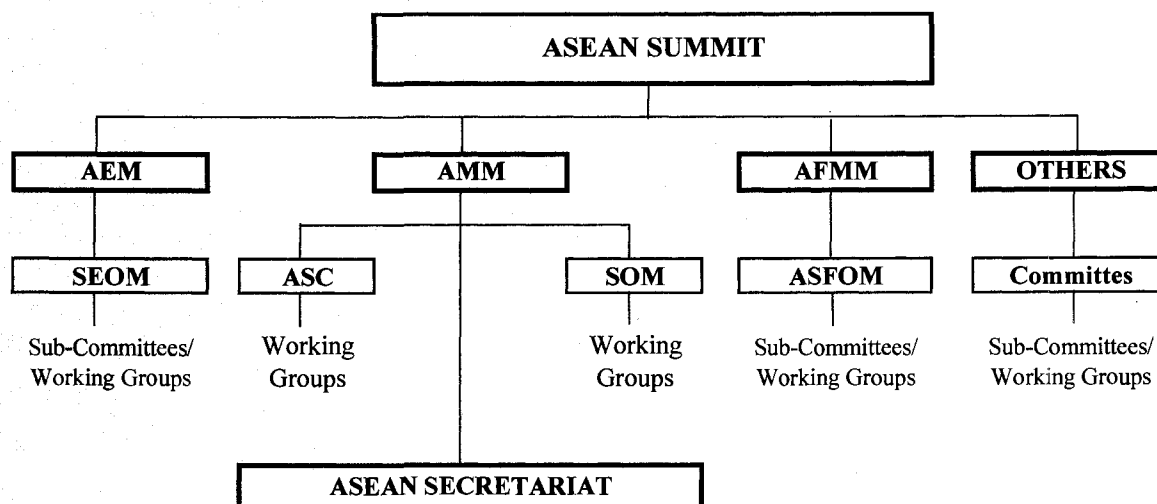 ASEAN SUMMIT
AEM
AMM
AFMM
OTHERS
SEOM
ASC
SOM
ASFOM
Committes
Sub-Committees/
Working Groups
Working
Groups
Working
Groups
Sub-Committees/
Working Groups
Sub-Committees/
Working Groups
ASEAN SECRETARIAT